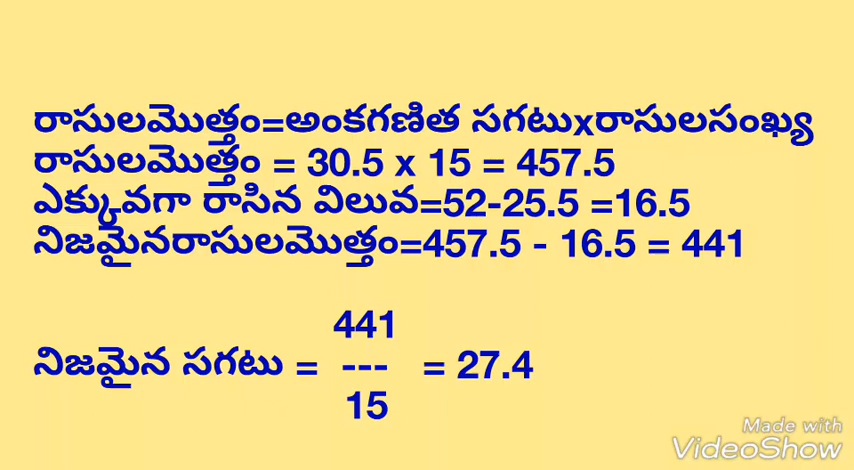 రాసులమొత్తం=అంకగణిత సగటుxరాసులసంఖ్య
రాసులమొత్తం = 30.5 x 15 = 457.5
ఎక్కువగా రాసిన విలువ=52-25.5 =16.5
నిజమైనరాసులమొత్తం=457.5 - 16.5 = 441
441
నిజమైన సగటు = --- = 27.4
15
Made with
VideoShow